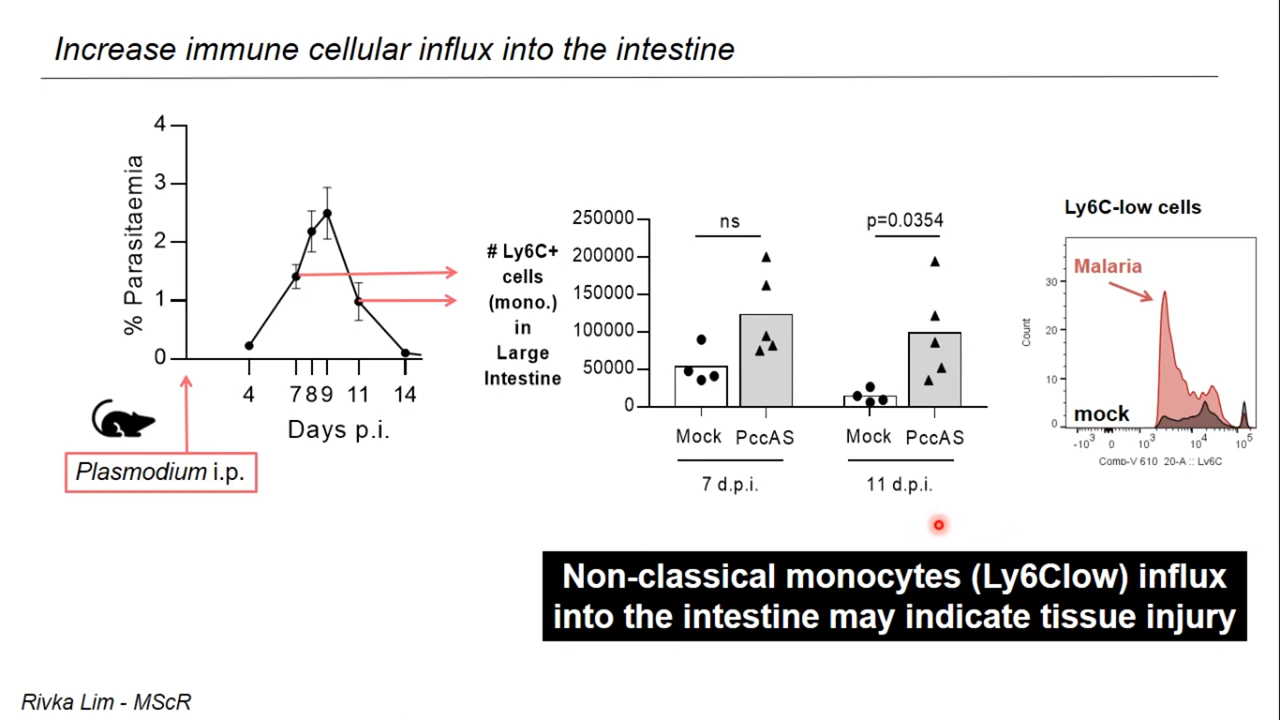 Increase immune cellular influx into the intestine
4
3
2
1
0
% Parasitaemia
4 7 8 9 11 14
Days p.i.
Plasmodium i.p.
# Ly6C+
cells
(mono.)
in
Large
Intestine
250000
200000
150000
100000
50000
0
ns
p=0.0354
Mock PccAS Mock PccAS
7 d.p.i. 11 d.p.i.
Ly6C-low cells
Malaria
mock
Count
30
20
10
0
-10³ 0 10³ 10⁴ 10⁵
Comp-V 610_20-A :: Ly6C
Non-classical monocytes (Ly6Clow) influx
into the intestine may indicate tissue injury
Rivka Lim - MScR